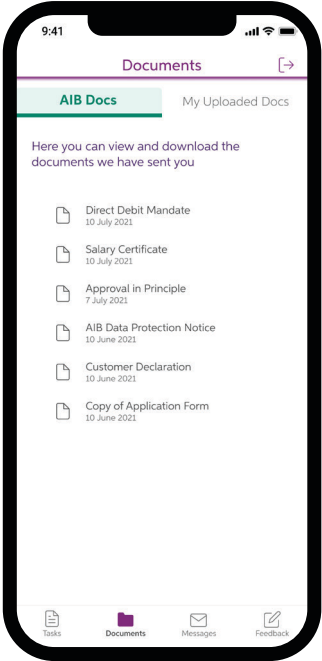 9:41
Documents
AIB Docs
My Uploaded Docs
Here you can view and download the
documents we have sent you
Direct Debit Mandate
10 July 2021
Salary Certificate
10 July 2021
Approval in Principle
7 July 2021
AIB Data Protection Notice
10 June 2021
Customer Declaration
10 June 2021
Copy of Application Form
10 June 2021
Tasks
Documents
Messages
Feedback